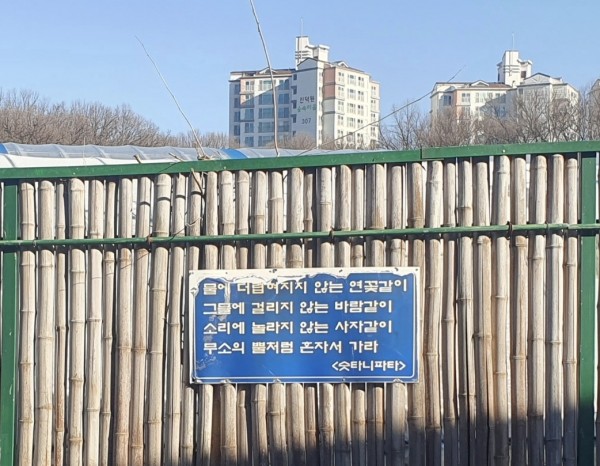 물에 더럽혀지지 않는 연꽃같이
그물에 걸리지 않는 바람같이
소리에 놀라지 않는 사자같이
무소의 뿔처럼 혼자서 가라
<숫타니파타>
307